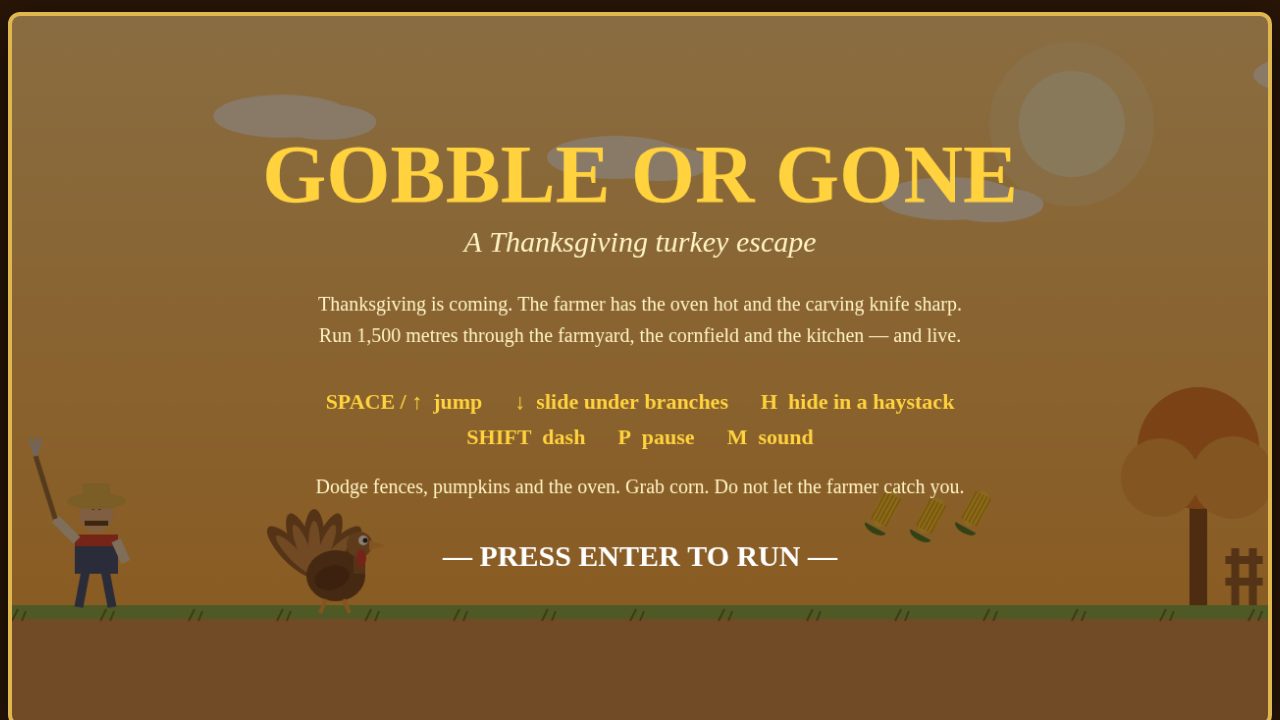 GOBBLE OR GONE
A Thanksgiving turkey escape
Thanksgiving is coming. The farmer has the oven hot and the carving knife sharp.
Run 1,500 metres through the farmyard, the cornfield and the kitchen — and live.
SPACE / ↑ jump ↓ slide under branches H hide in a haystack
SHIFT dash P pause M sound
Dodge fences, pumpkins and the oven. Grab corn. Do not let the farmer catch you.
— PRESS ENTER TO RUN —